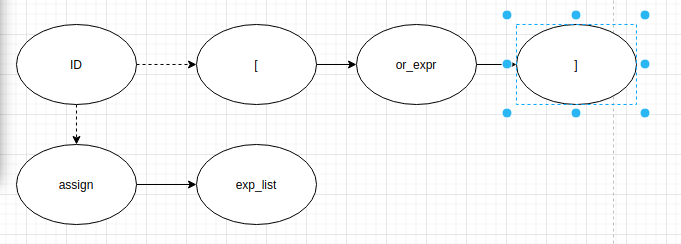 ID
[
or_expr
]
assign
exp_list